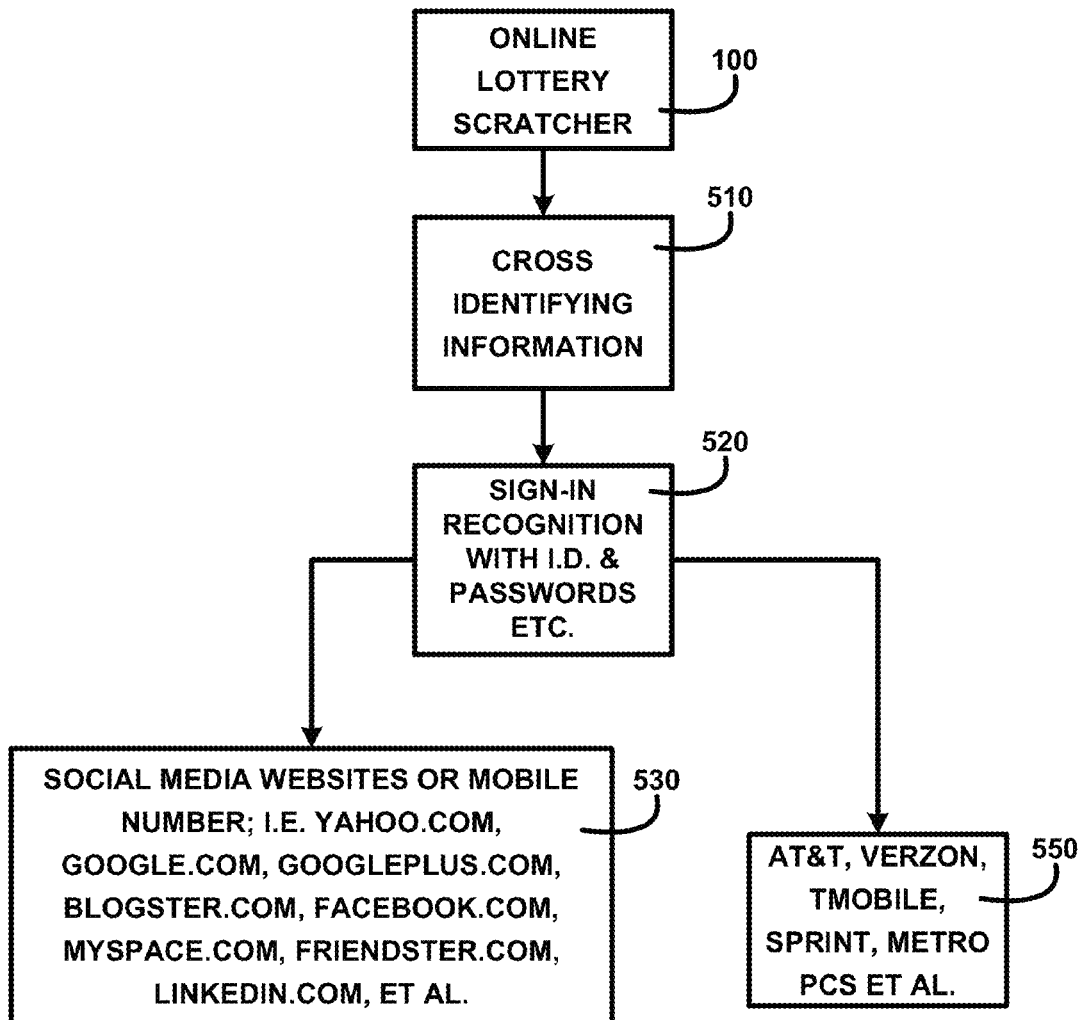 ONLINE
LOTTERY
SCRATCHER
100
CROSS
IDENTIFYING
INFORMATION
510
SIGN-IN
RECOGNITION
WITH I.D. &
PASSWORDS
ETC.
520
SOCIAL MEDIA WEBSITES OR MOBILE
NUMBER; I.E. YAHOO.COM,
GOOGLE.COM, GOOGLEPLUS.COM,
BLOGSTER.COM, FACEBOOK.COM,
MYSPACE.COM, FRIENDSTER.COM,
LINKEDIN.COM, ET AL.
530
AT&T, VERZON,
TMOBILE,
SPRINT, METRO
PCS ET AL.
550